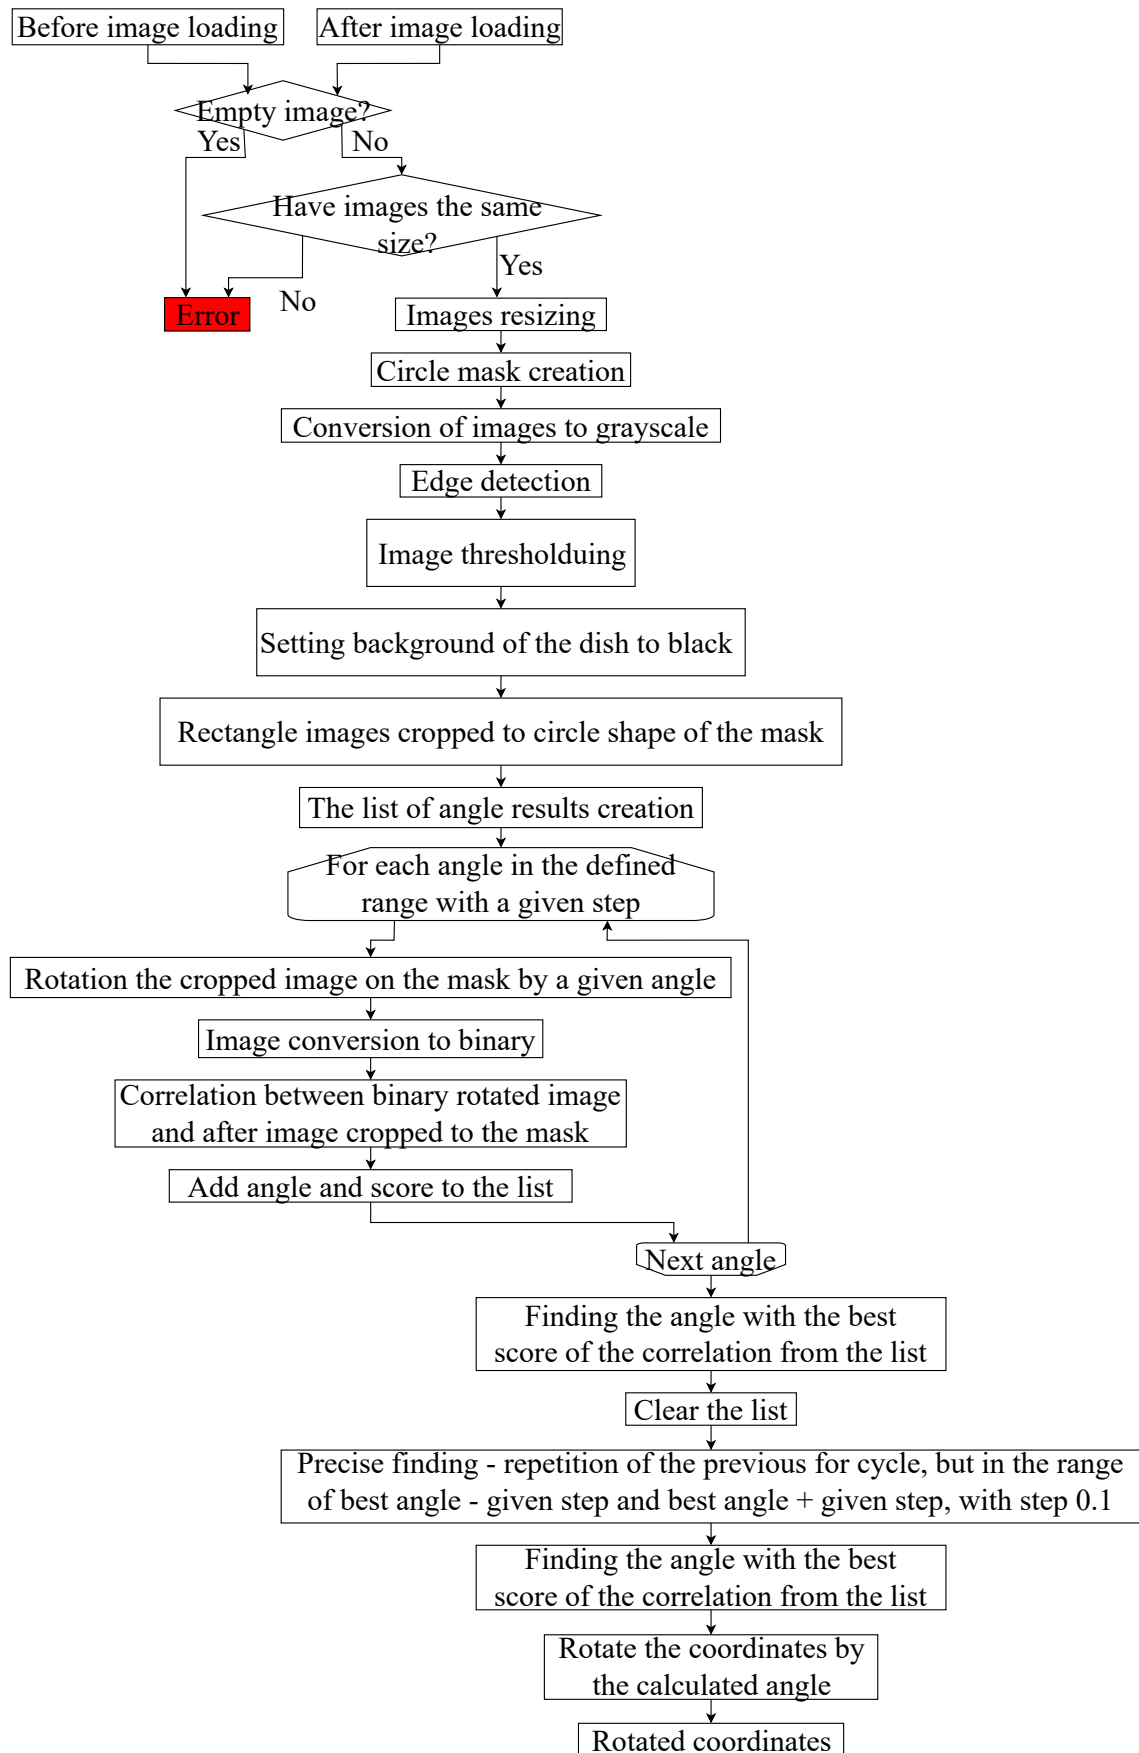 Before image loading
After image loading
Empty image?
Yes
No
Have images the same
size?
Yes
No
Error
Images resizing
Circle mask creation
Conversion of images to grayscale
Edge detection
Image thresholduing
Setting background of the dish to black
Rectangle images cropped to circle shape of the mask
The list of angle results creation
For each angle in the defined
range with a given step
Rotation the cropped image on the mask by a given angle
Image conversion to binary
Correlation between binary rotated image
and after image cropped to the mask
Add angle and score to the list
Next angle
Finding the angle with the best
score of the correlation from the list
Clear the list
Precise finding - repetition of the previous for cycle, but in the range
of best angle - given step and best angle + given step, with step 0.1
Finding the angle with the best
score of the correlation from the list
Rotate the coordinates by
the calculated angle
Rotated coordinates